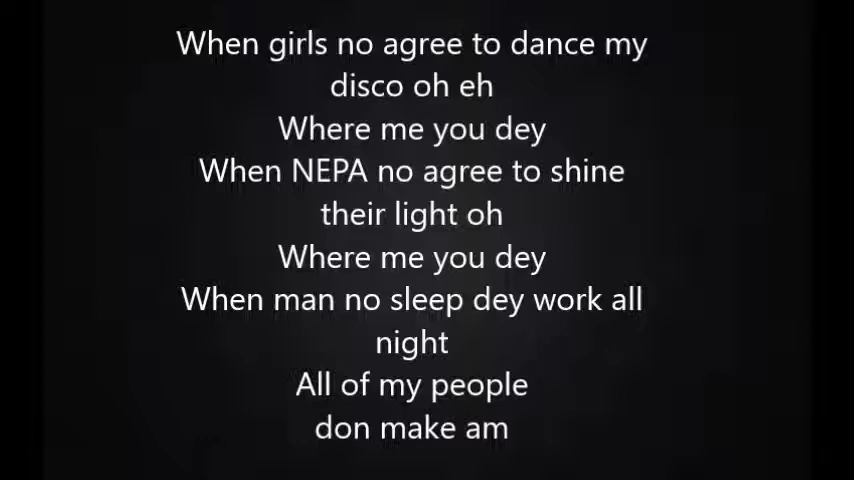 When girls no agree to dance my
disco oh eh
Where me you dey
When NEPA no agree to shine
their light oh
Where me you dey
When man no sleep dey work all
night
All of my people
don make am